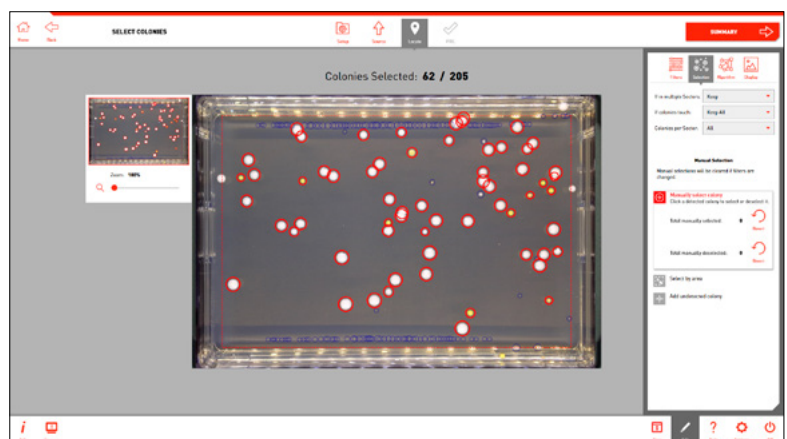 Home
Back
SELECT COLONIES
Setup
Source
Locate
Pick
SUMMARY
Colonies Selected: 62 / 205
Zoom: 100%
Filters
Selection
Algorithm
Display
If in multiple Sectors: Keep
If colonies touch: Keep All
Colonies per Sector: All
Manual Selection
Manual selections will be cleared if filters are
changed.
Manually select colony
Click a detected colony to select or deselect it.
Total manually selected: 0
Reset
Total manually deselected: 0
Reset
Select by area
Add undetected colony